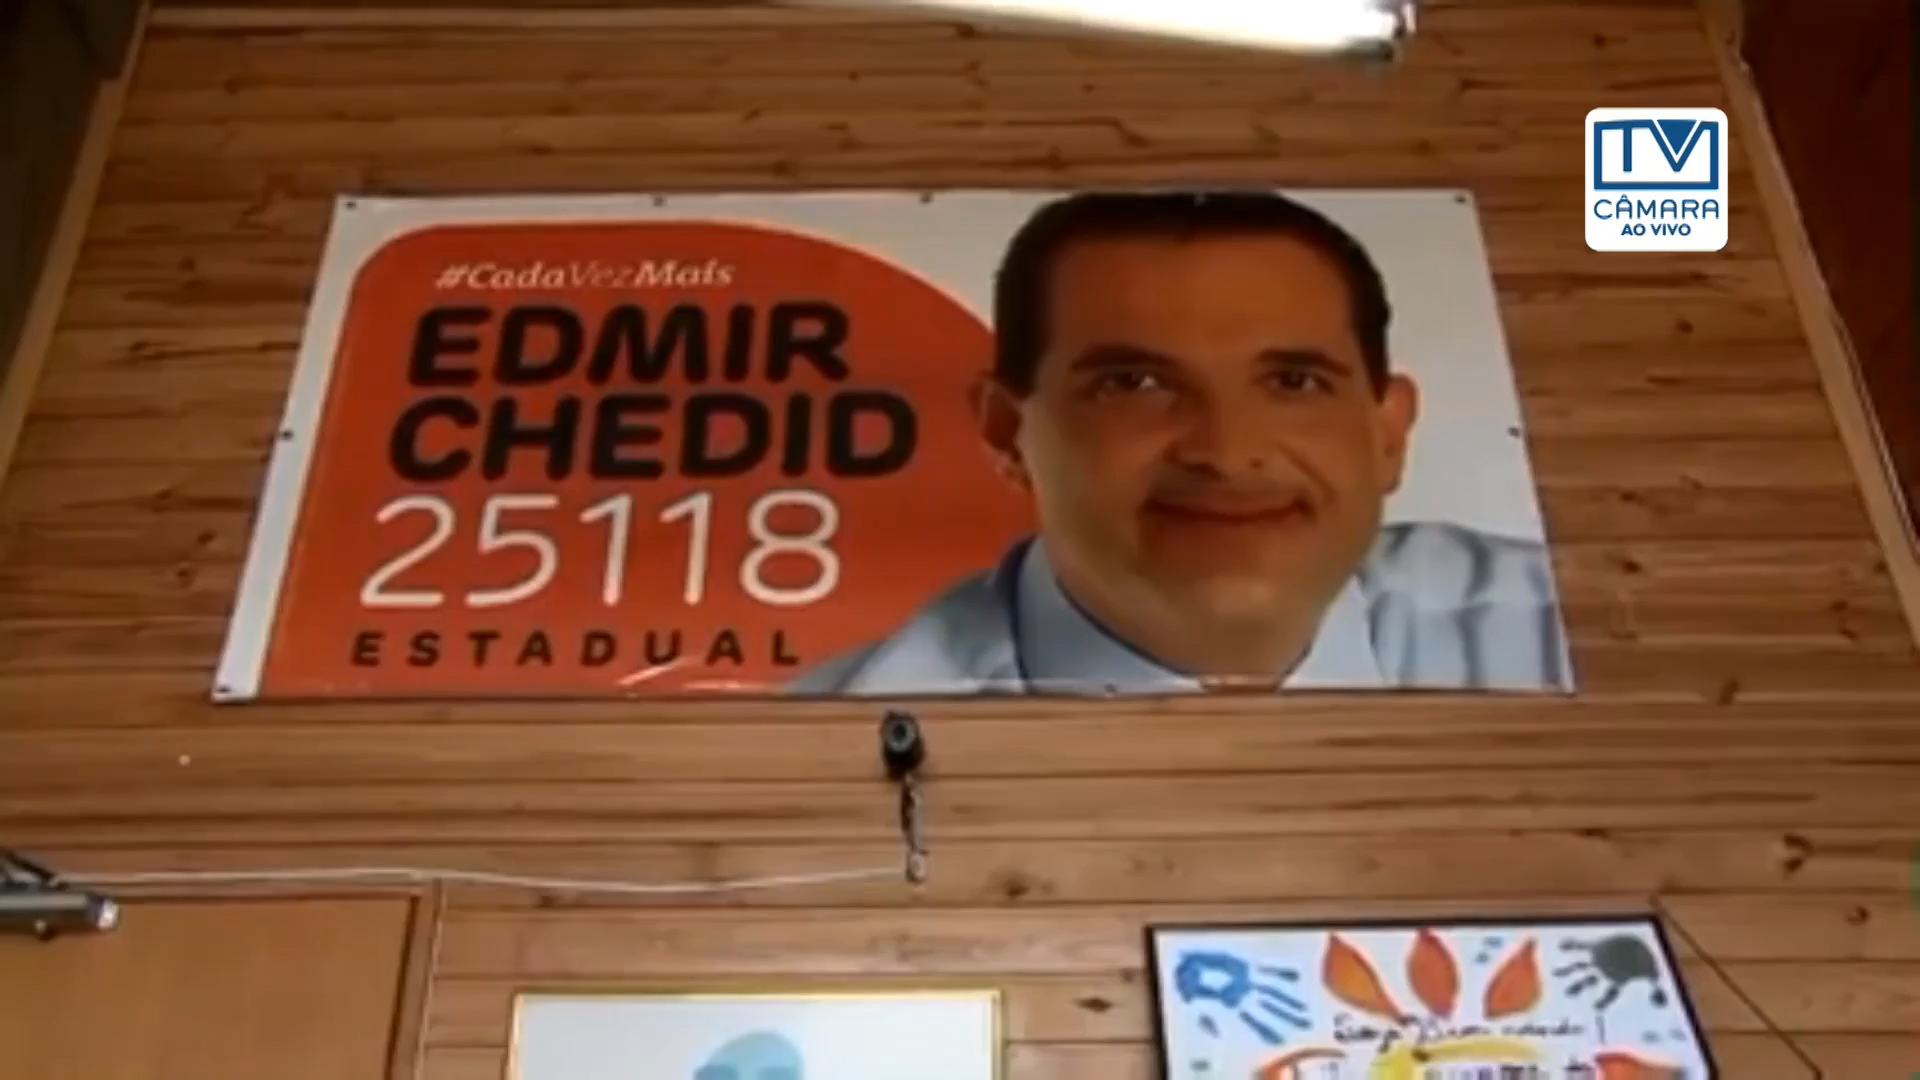 TV
CÂMARA
AO VIVO
#CadaVezMais
EDMIR
CHEDID
25118
ESTADUAL